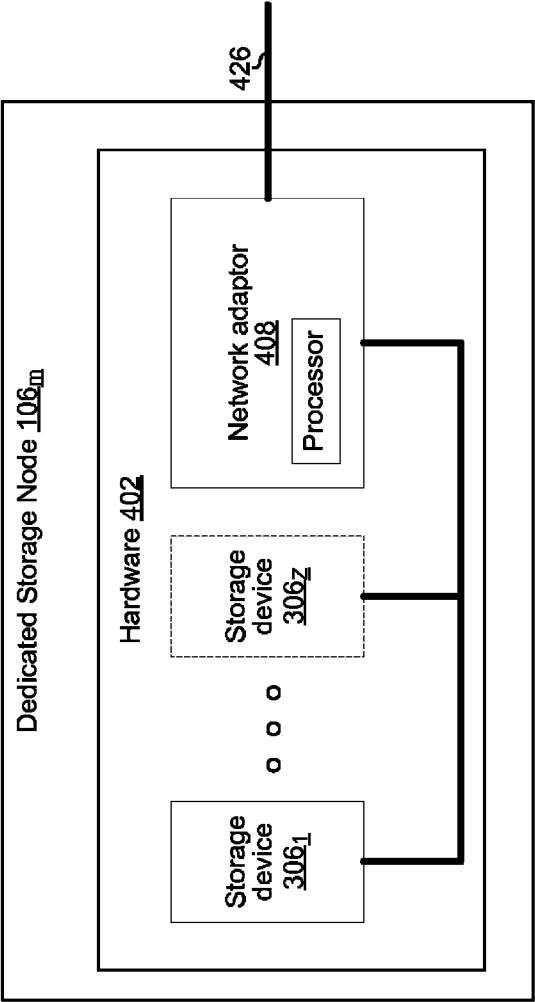 Dedicated Storage Node 106m
Hardware 402
Storage
device
306₁
Storage
device
306z
Network adaptor
408
Processor
426